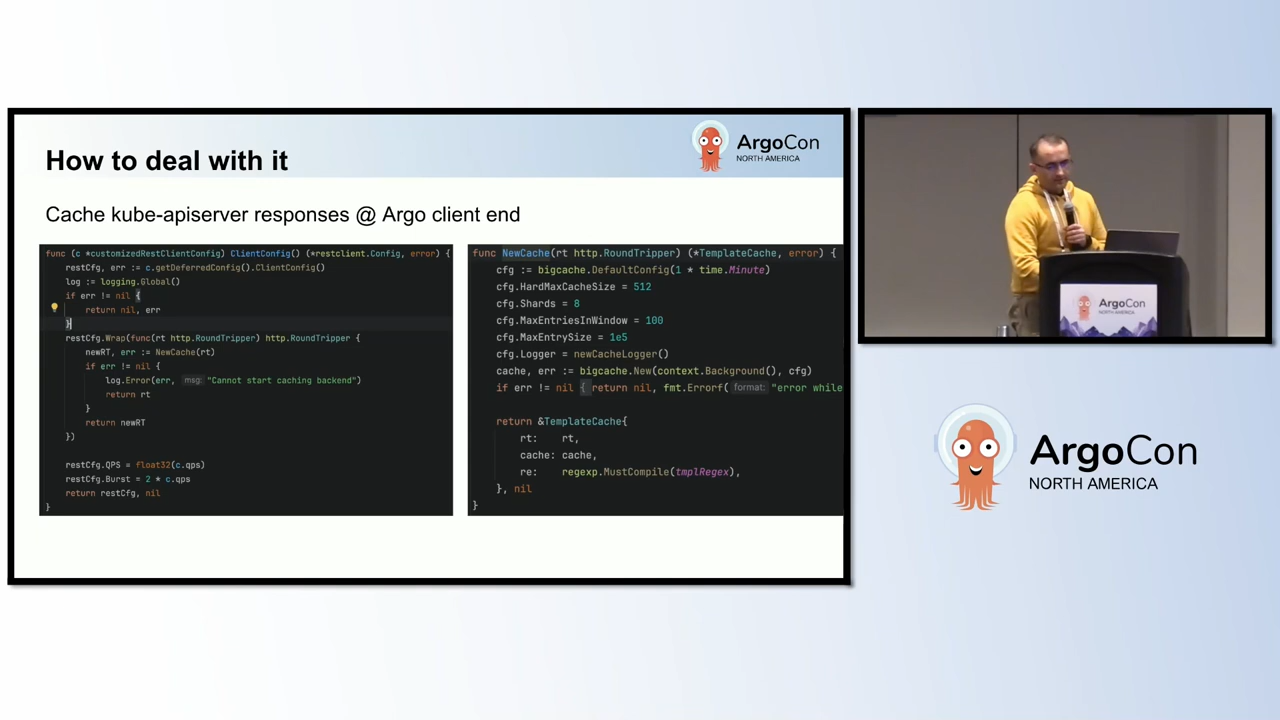 How to deal with it
ArgoCon
NORTH AMERICA
Cache kube-apiserver responses @ Argo client end
func (c *customizedRestClientConfig) ClientConfig() (*restclient.Config, error) {
restCfg, err := c.getDeferredConfig().ClientConfig()
log := logging.Global()
if err != nil {
return nil, err
}
restCfg.Wrap(func(rt http.RoundTripper) http.RoundTripper {
newRT, err := NewCache(rt)
if err != nil {
log.Error(err, msg: "Cannot start caching backend")
return rt
}
return newRT
})
restCfg.QPS = float32(c.qps)
restCfg.Burst = 2 * c.qps
return restCfg, nil
}
func NewCache(rt http.RoundTripper) (*TemplateCache, error) {
cfg := bigcache.DefaultConfig(1 * time.Minute)
cfg.HardMaxCacheSize = 512
cfg.Shards = 8
cfg.MaxEntriesInWindow = 100
cfg.MaxEntrySize = 1e5
cfg.Logger = newCacheLogger()
cache, err := bigcache.New(context.Background(), cfg)
if err != nil { return nil, fmt.Errorf( format: "error while
return &TemplateCache{
rt: rt,
cache: cache,
re: regexp.MustCompile(tmplRegex),
}, nil
}
ArgoCon
NORTH AMERICA
ArgoCon
NORTH AMERICA